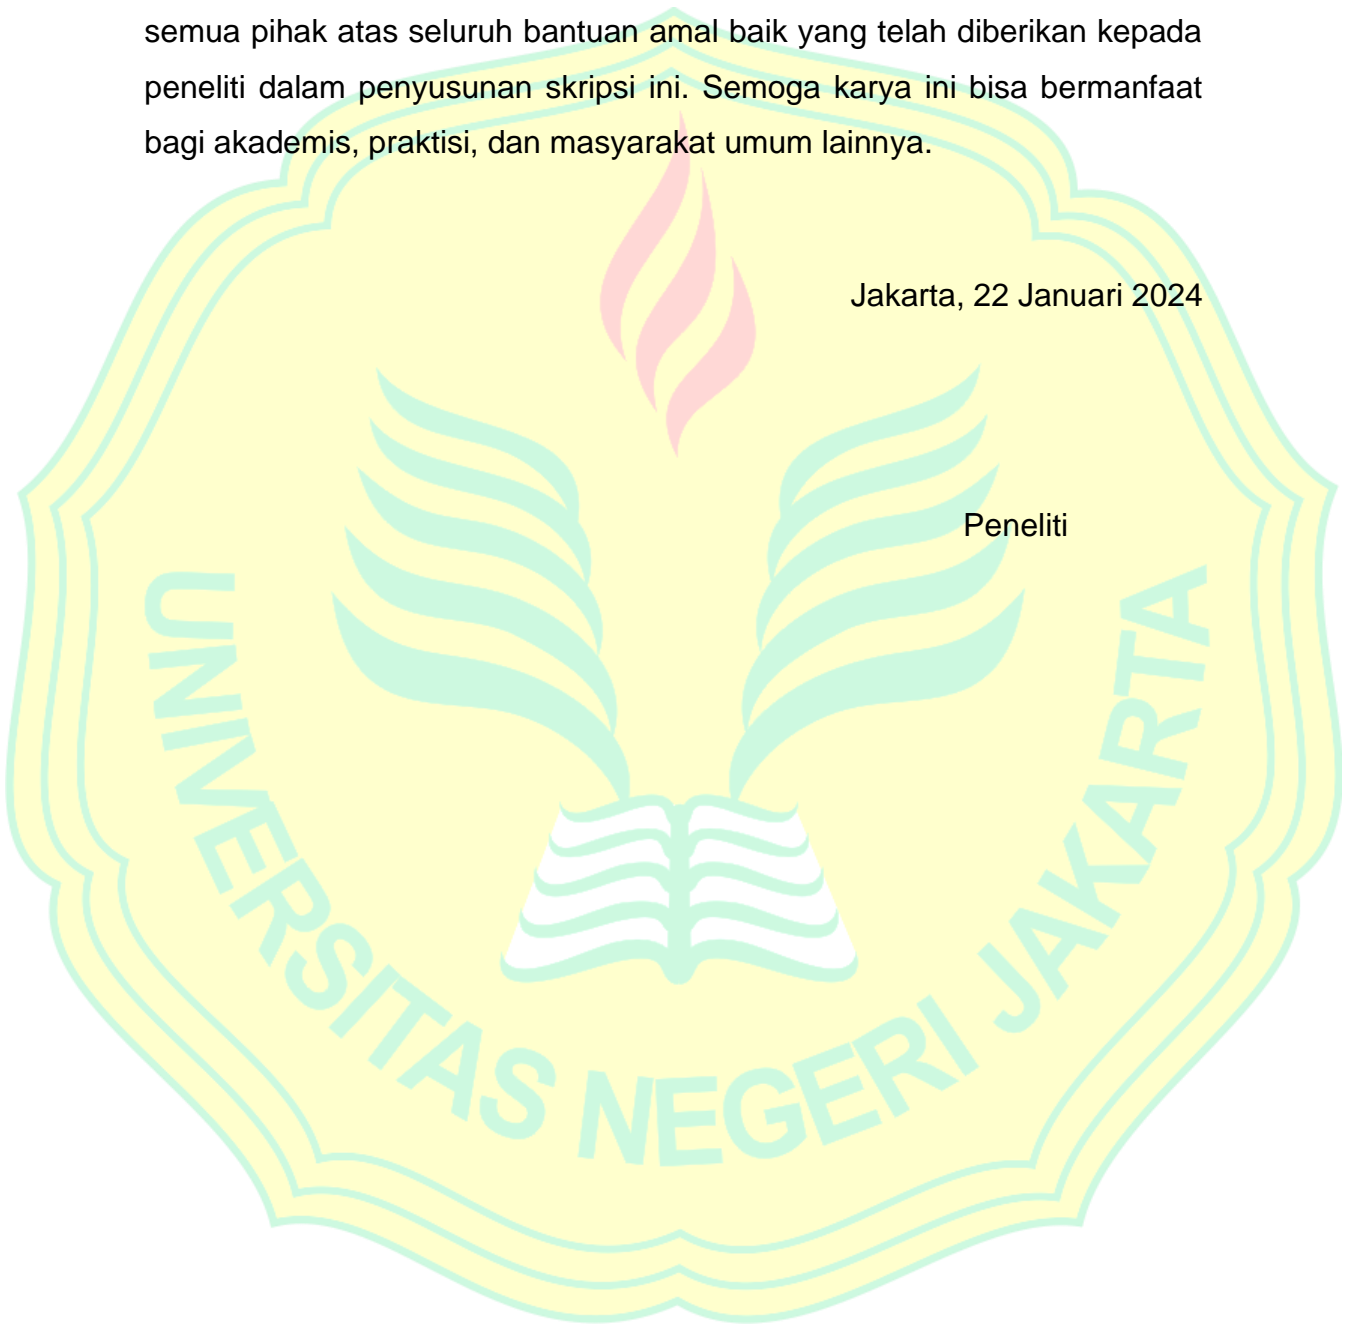 semua pihak atas seluruh bantuan amal baik yang telah diberikan kepada
peneliti dalam penyusunan skripsi ini. Semoga karya ini bisa bermanfaat
bagi akademis, praktisi, dan masyarakat umum lainnya.
Jakarta, 22 Januari 2024
Peneliti
UNIVERSITAS NEGERI JAKARTA